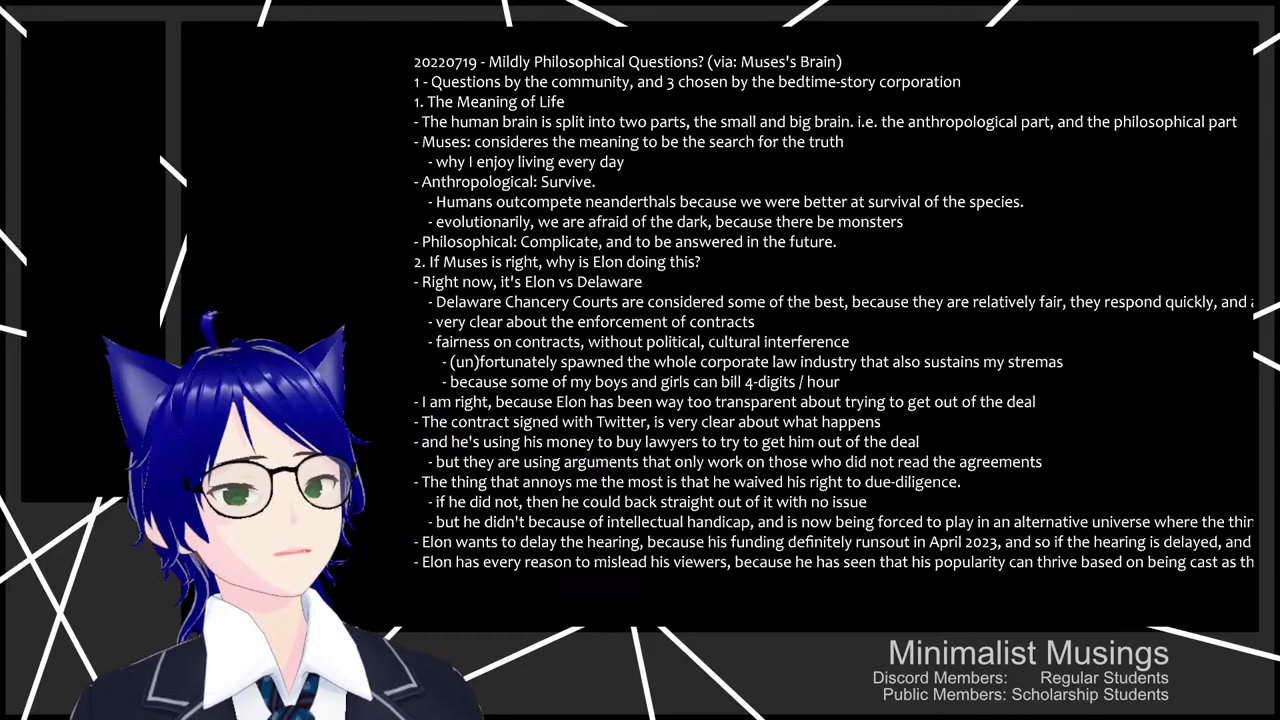 20220719 - Mildly Philosophical Questions? (via: Muses's Brain)
1 - Questions by the community, and 3 chosen by the bedtime-story corporation
1. The Meaning of Life
- The human brain is split into two parts, the small and big brain. i.e. the anthropological part, and the philosophical part
- Muses: consideres the meaning to be the search for the truth
- why I enjoy living every day
- Anthropological: Survive.
- Humans outcompete neanderthals because we were better at survival of the species.
- evolutionarily, we are afraid of the dark, because there be monsters
- Philosophical: Complicate, and to be answered in the future.
2. If Muses is right, why is Elon doing this?
- Right now, it's Elon vs Delaware
- Delaware Chancery Courts are considered some of the best, because they are relatively fair, they respond quickly, and
- very clear about the enforcement of contracts
- fairness on contracts, without political, cultural interference
- (un)fortunately spawned the whole corporate law industry that also sustains my stremas
- because some of my boys and girls can bill 4-digits / hour
- I am right, because Elon has been way too transparent about trying to get out of the deal
- The contract signed with Twitter, is very clear about what happens
- and he's using his money to buy lawyers to try to get him out of the deal
- but they are using arguments that only work on those who did not read the agreements
- The thing that annoys me the most is that he waived his right to due-diligence.
- if he did not, then he could back straight out of it with no issue
- but he didn't because of intellectual handicap, and is now being forced to play in an alternative universe where the
- Elon wants to delay the hearing, because his funding definitely runsout in April 2023, and so if the hearing is delayed, and
- Elon has every reason to mislead his viewers, because he has seen that his popularity can thrive based on being cast as
Minimalist Musings
Discord Members: Regular Students
Public Members: Scholarship Students